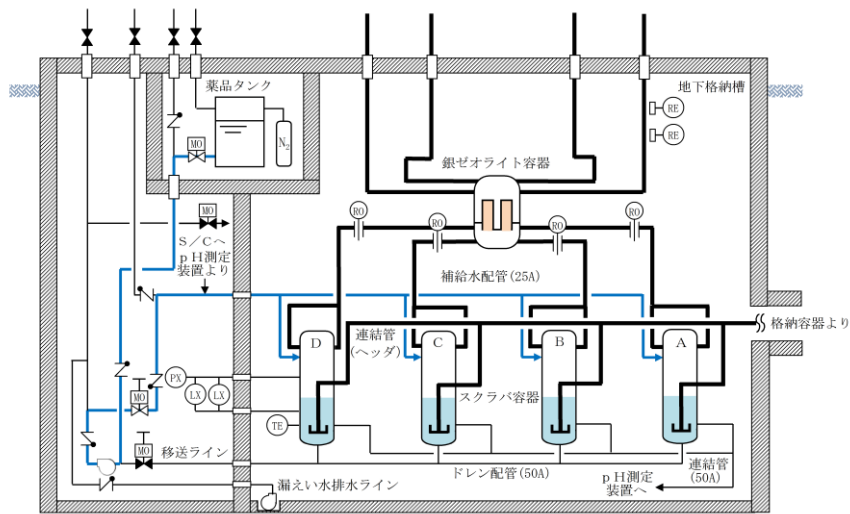 薬品タンク
地下格納槽
RE
MO
N2
RE
銀ゼオライト容器
MO
RO
RO
RO
RO
S/Cへ
pH測定
装置より
補給水配管(25A)
格納容器より
連結管
(ヘッダ)
D
C
B
A
PX
LX
LX
MO
スクラバ容器
TE
MO
移送ライン
ドレン配管(50A)
連結管
(50A)
pH測定
装置へ
漏えい水排水ライン